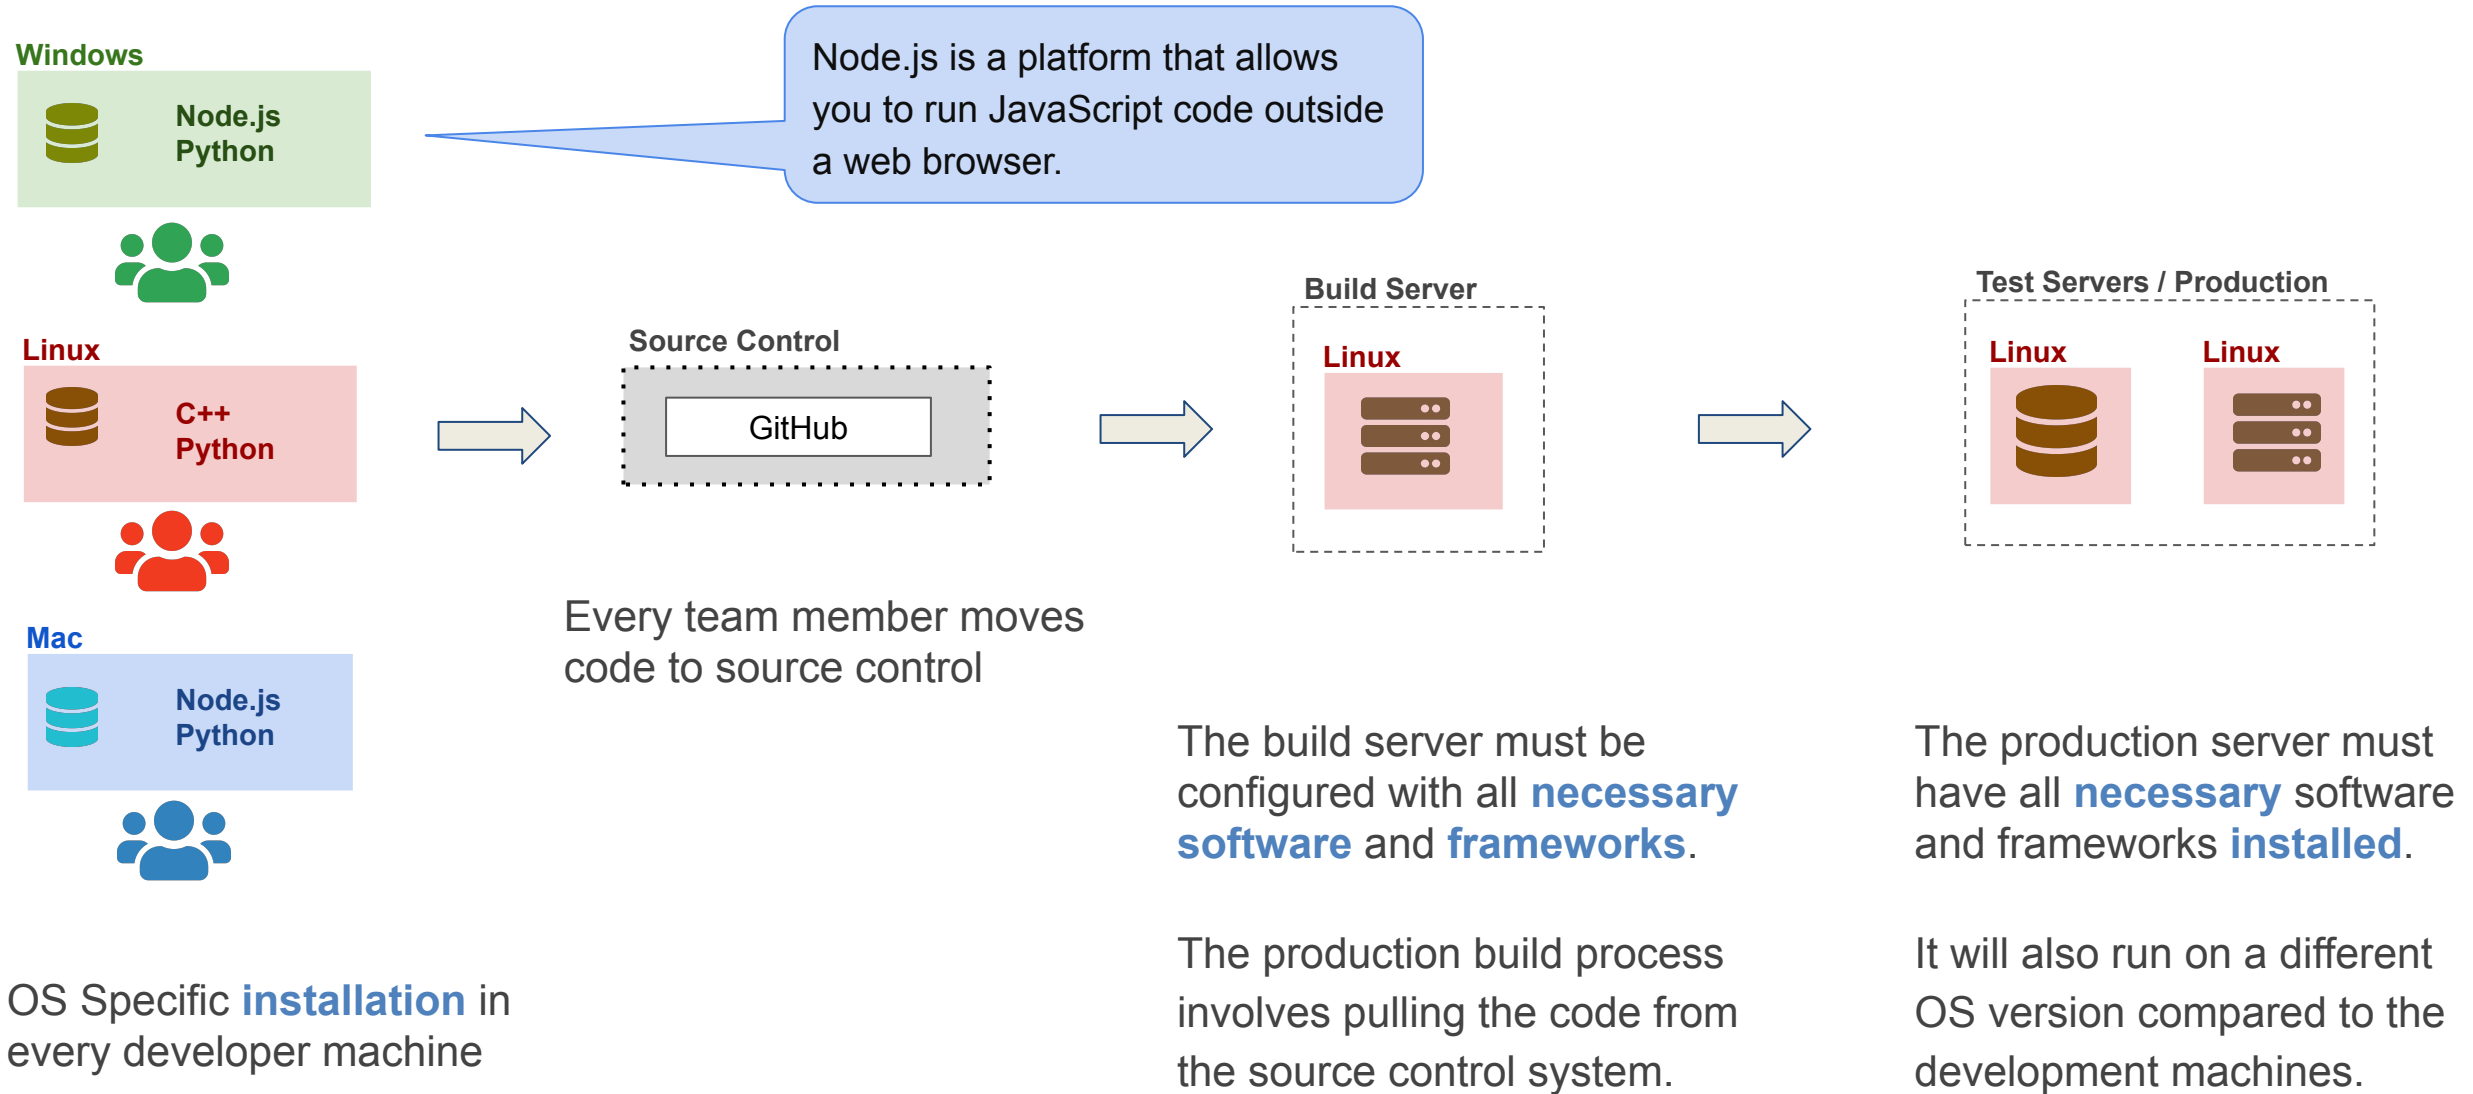 Windows
Node.js
Python
Node.js is a platform that allows
you to run JavaScript code outside
a web browser.
Linux
C++
Python
Mac
Node.js
Python
OS Specific installation in
every developer machine
Source Control
GitHub
Every team member moves
code to source control
Build Server
Linux
The build server must be
configured with all necessary
software and frameworks.
The production build process
involves pulling the code from
the source control system.
Test Servers / Production
Linux
Linux
The production server must
have all necessary software
and frameworks installed.
It will also run on a different
OS version compared to the
development machines.